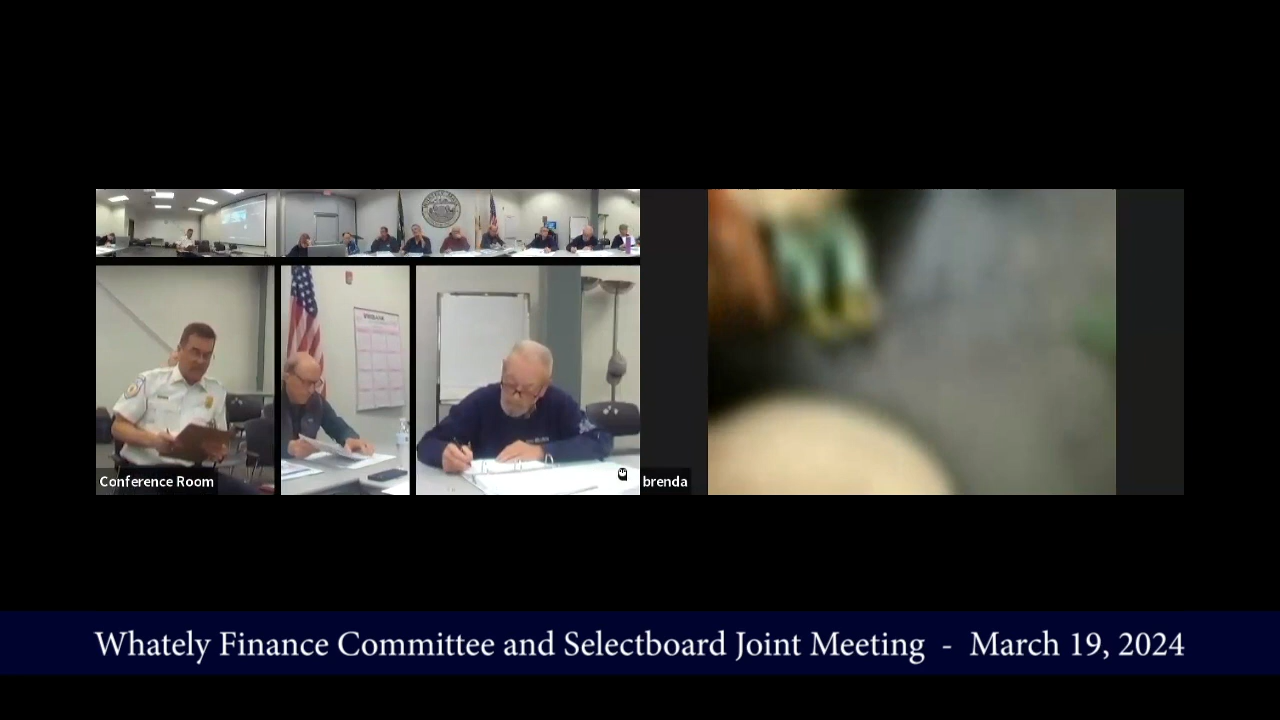 Conference Room
brenda
Whately Finance Committee and Selectboard Joint Meeting - March 19, 2024